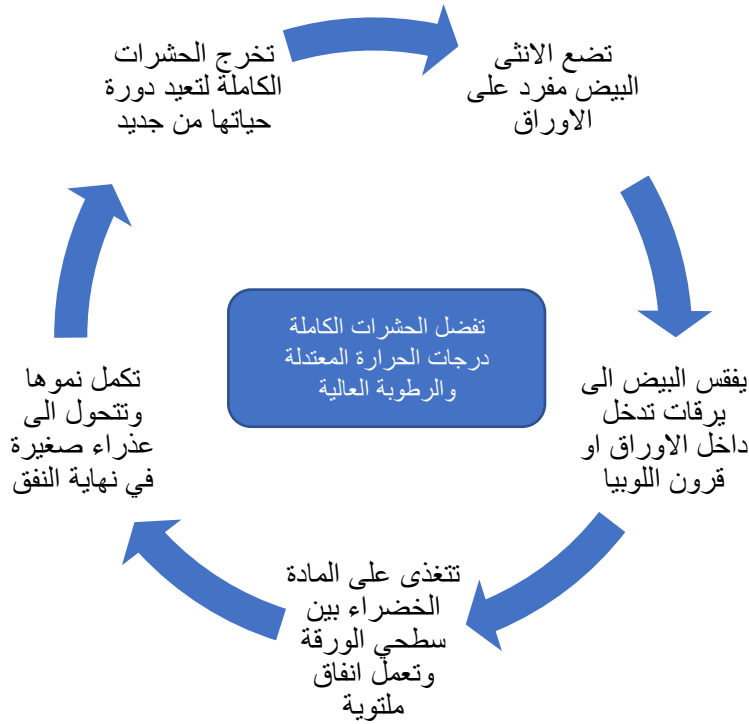 تضع الانثى
البيض مفرد على
الاوراق
يفقس البيض الى
يرقات تدخل
داخل الاوراق او
قرون اللوبيا
تتغذى على المادة
الخضراء بين
سطحي الورقة
وتعمل انفاق
ملتوية
تكمل نموها
وتتحول الى
عذراء صغيرة
في نهاية النفق
تخرج الحشرات
الكاملة لتعيد دورة
حياتها من جديد
تفضل الحشرات الكاملة
درجات الحرارة المعتدلة
والرطوبة العالية